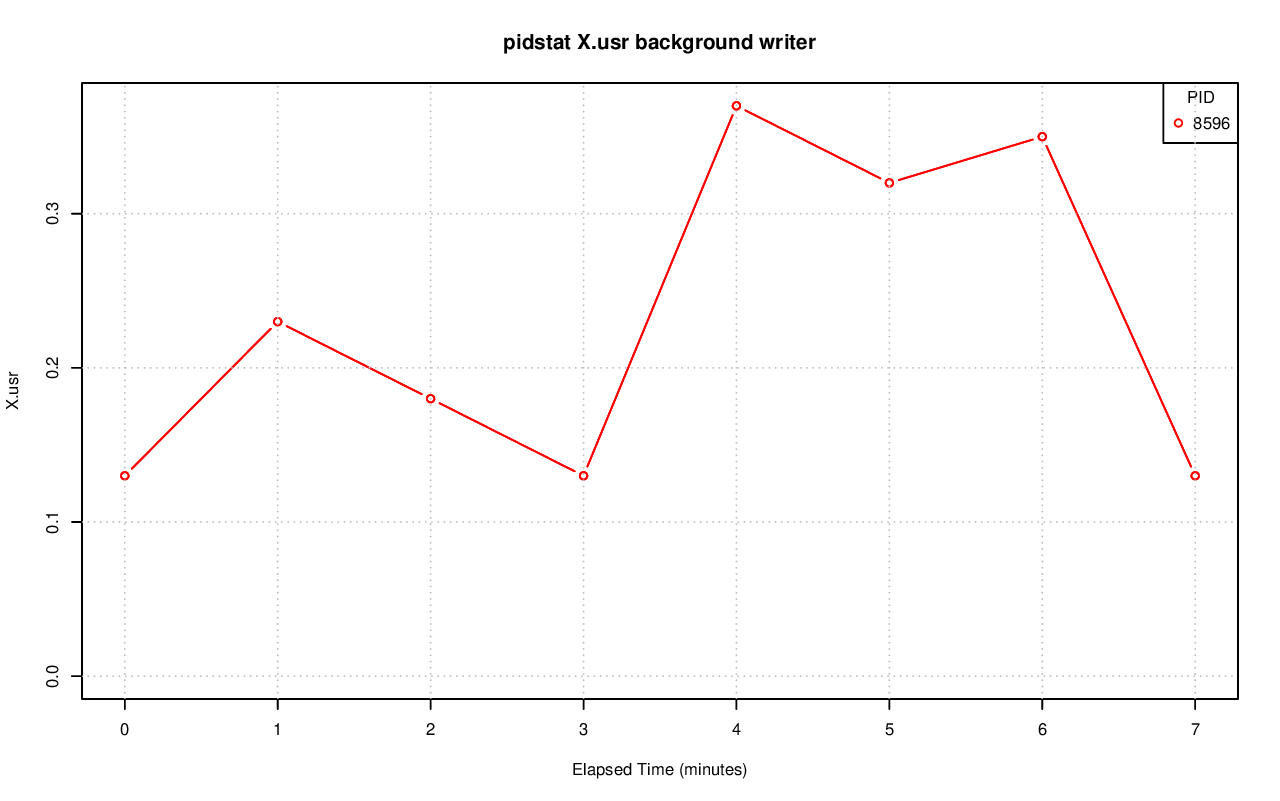 pidstat X.usr background writer
PID
8596
X.usr
0.3
0.2
0.1
0.0
0 1 2 3 4 5 6 7
Elapsed Time (minutes)